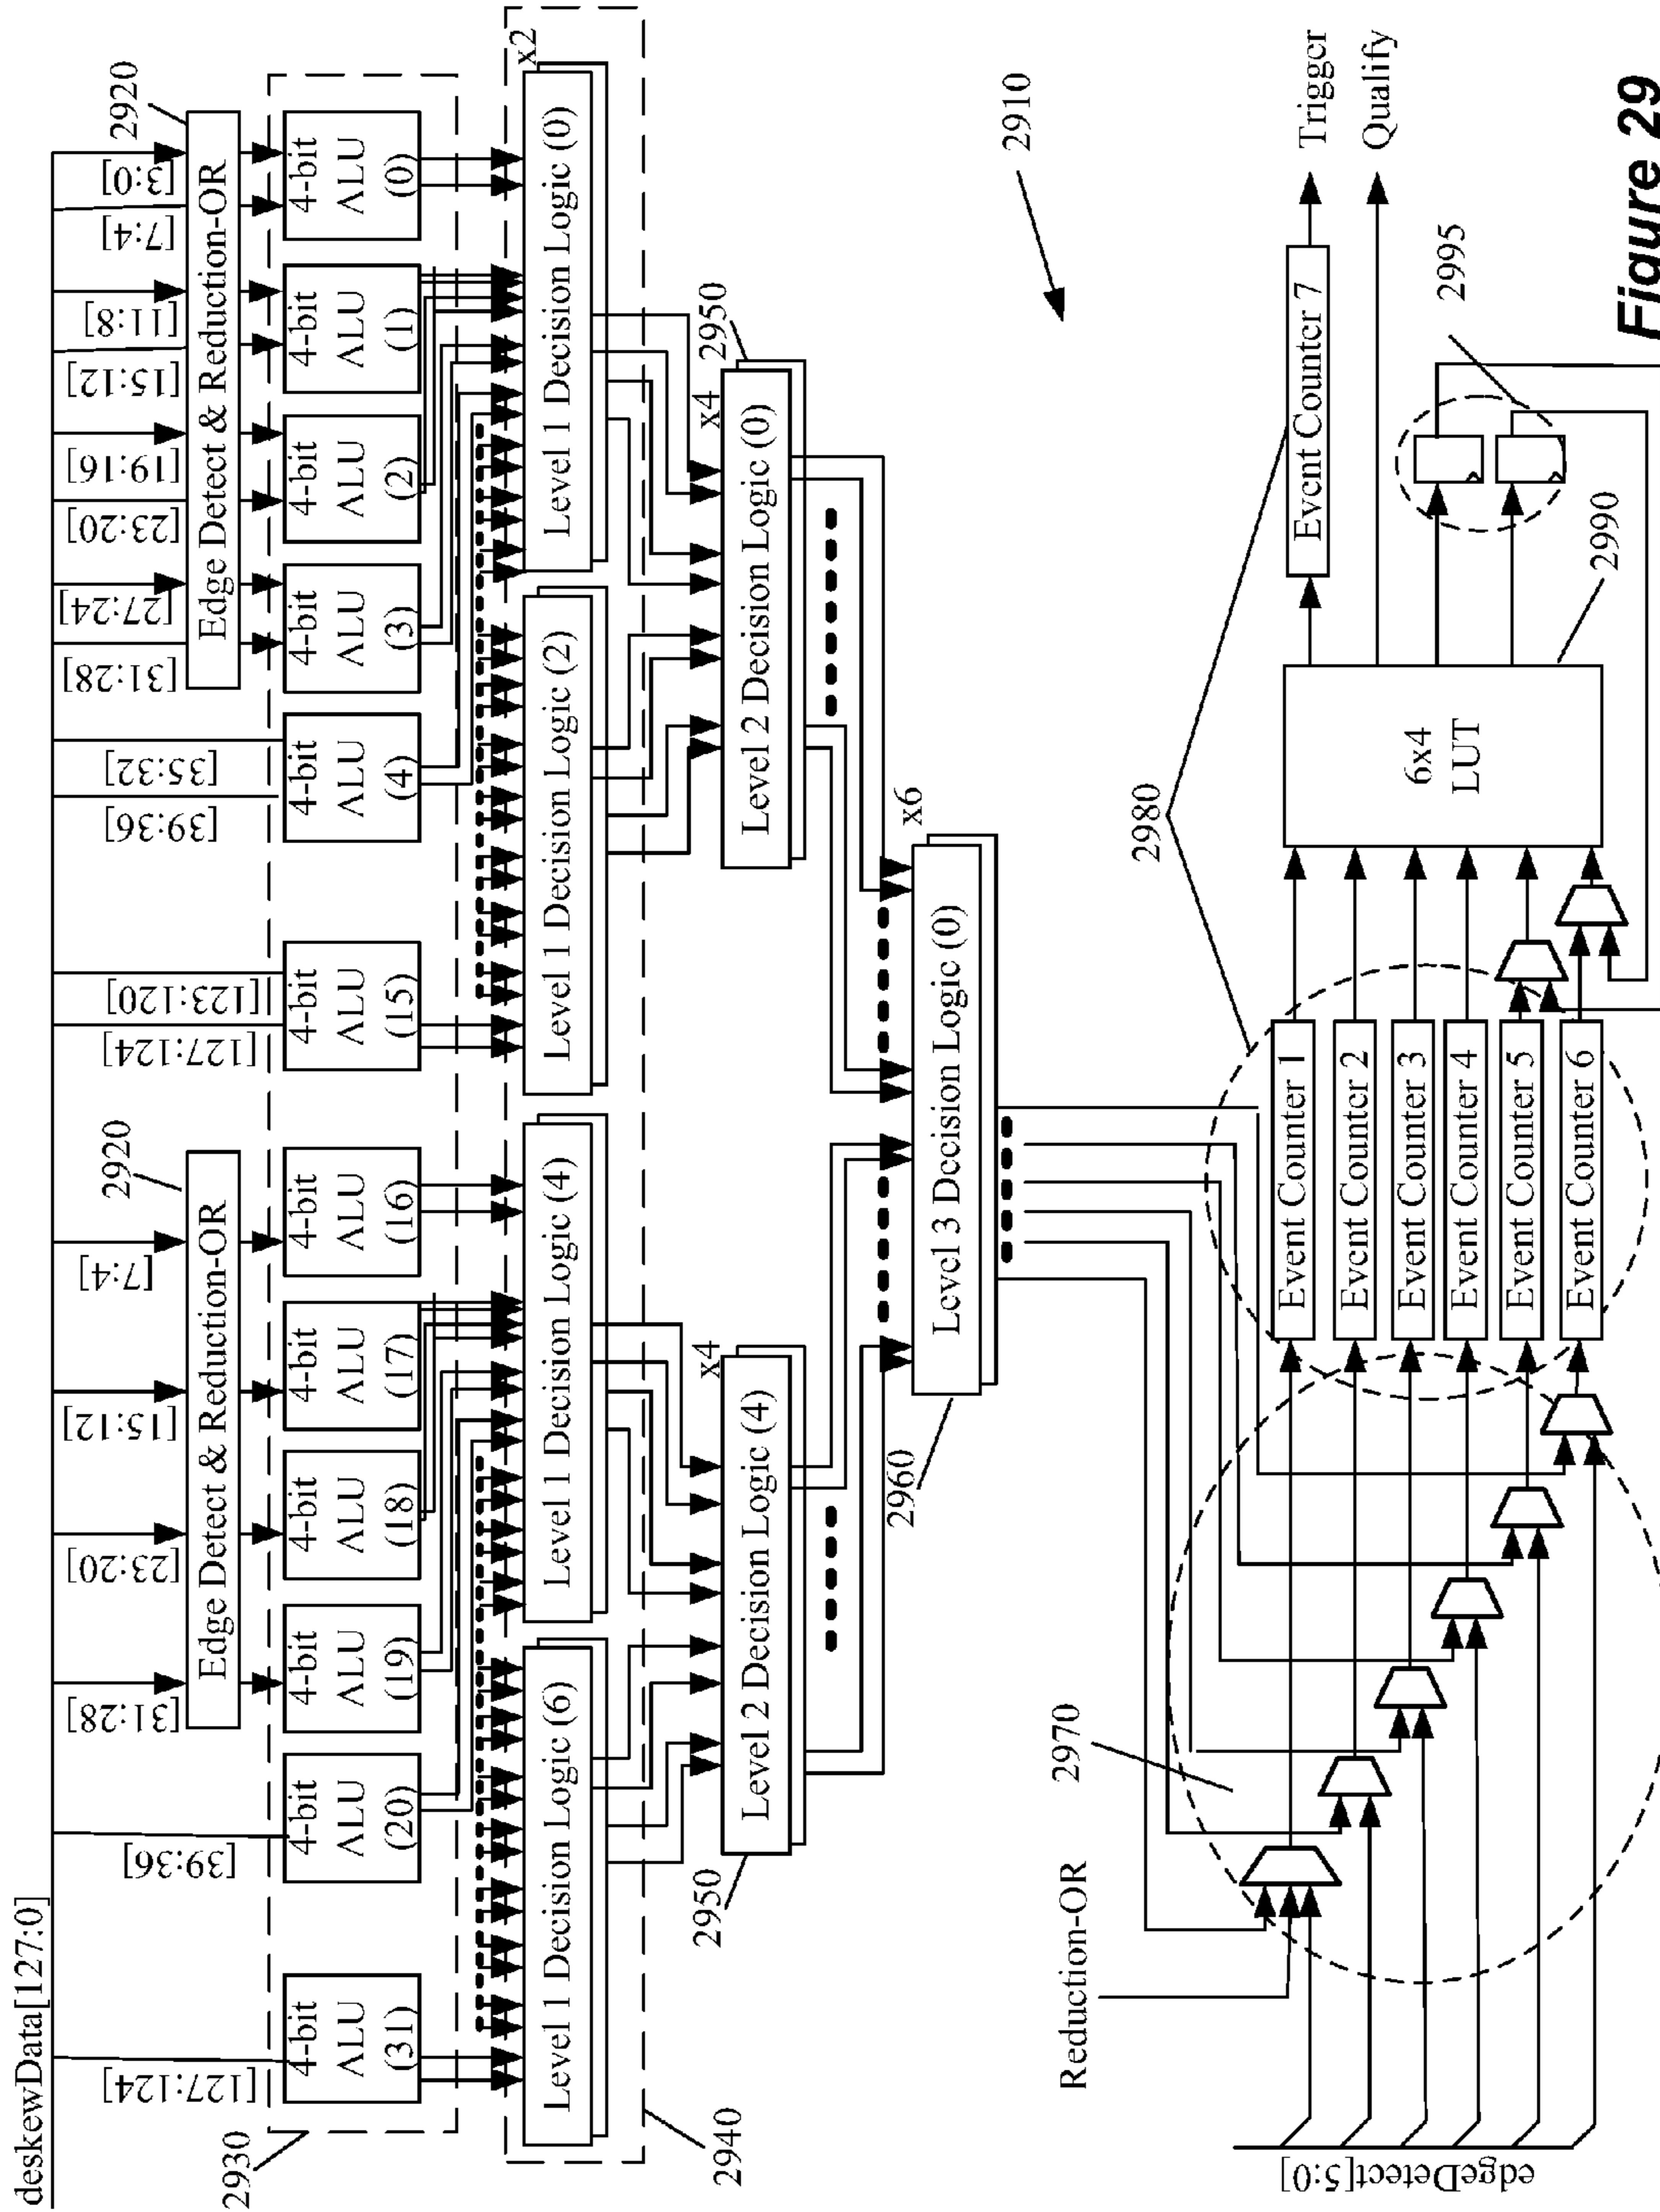 deskewData[127:0]
[127:124]
[39:36]
[31:28]
[23:20]
[15:12]
[7:4]
[127:124]
[123:120]
[39:36]
[35:32]
[31:28]
[27:24]
[23:20]
[19:16]
[15:12]
[11:8]
[7:4]
[3:0]
2920
2920
Edge Detect & Reduction-OR
Edge Detect & Reduction-OR
2930
4-bit
ALU
(31)
4-bit
ALU
(20)
4-bit
ALU
(19)
4-bit
ALU
(18)
4-bit
ALU
(17)
4-bit
ALU
(16)
4-bit
ALU
(15)
4-bit
ALU
(4)
4-bit
ALU
(3)
4-bit
ALU
(2)
4-bit
ALU
(1)
4-bit
ALU
(0)
x2
Level 1 Decision Logic (6)
Level 1 Decision Logic (4)
Level 1 Decision Logic (2)
Level 1 Decision Logic (0)
2940
2950
x4
x4
2950
Level 2 Decision Logic (4)
Level 2 Decision Logic (0)
2960
x6
Level 3 Decision Logic (0)
2910
Reduction-OR
2970
2980
edgeDetect[5:0]
Event Counter 1
Event Counter 2
Event Counter 3
Event Counter 4
Event Counter 5
Event Counter 6
6x4
LUT
Event Counter 7
Trigger
Qualify
2995
2990
Figure 29